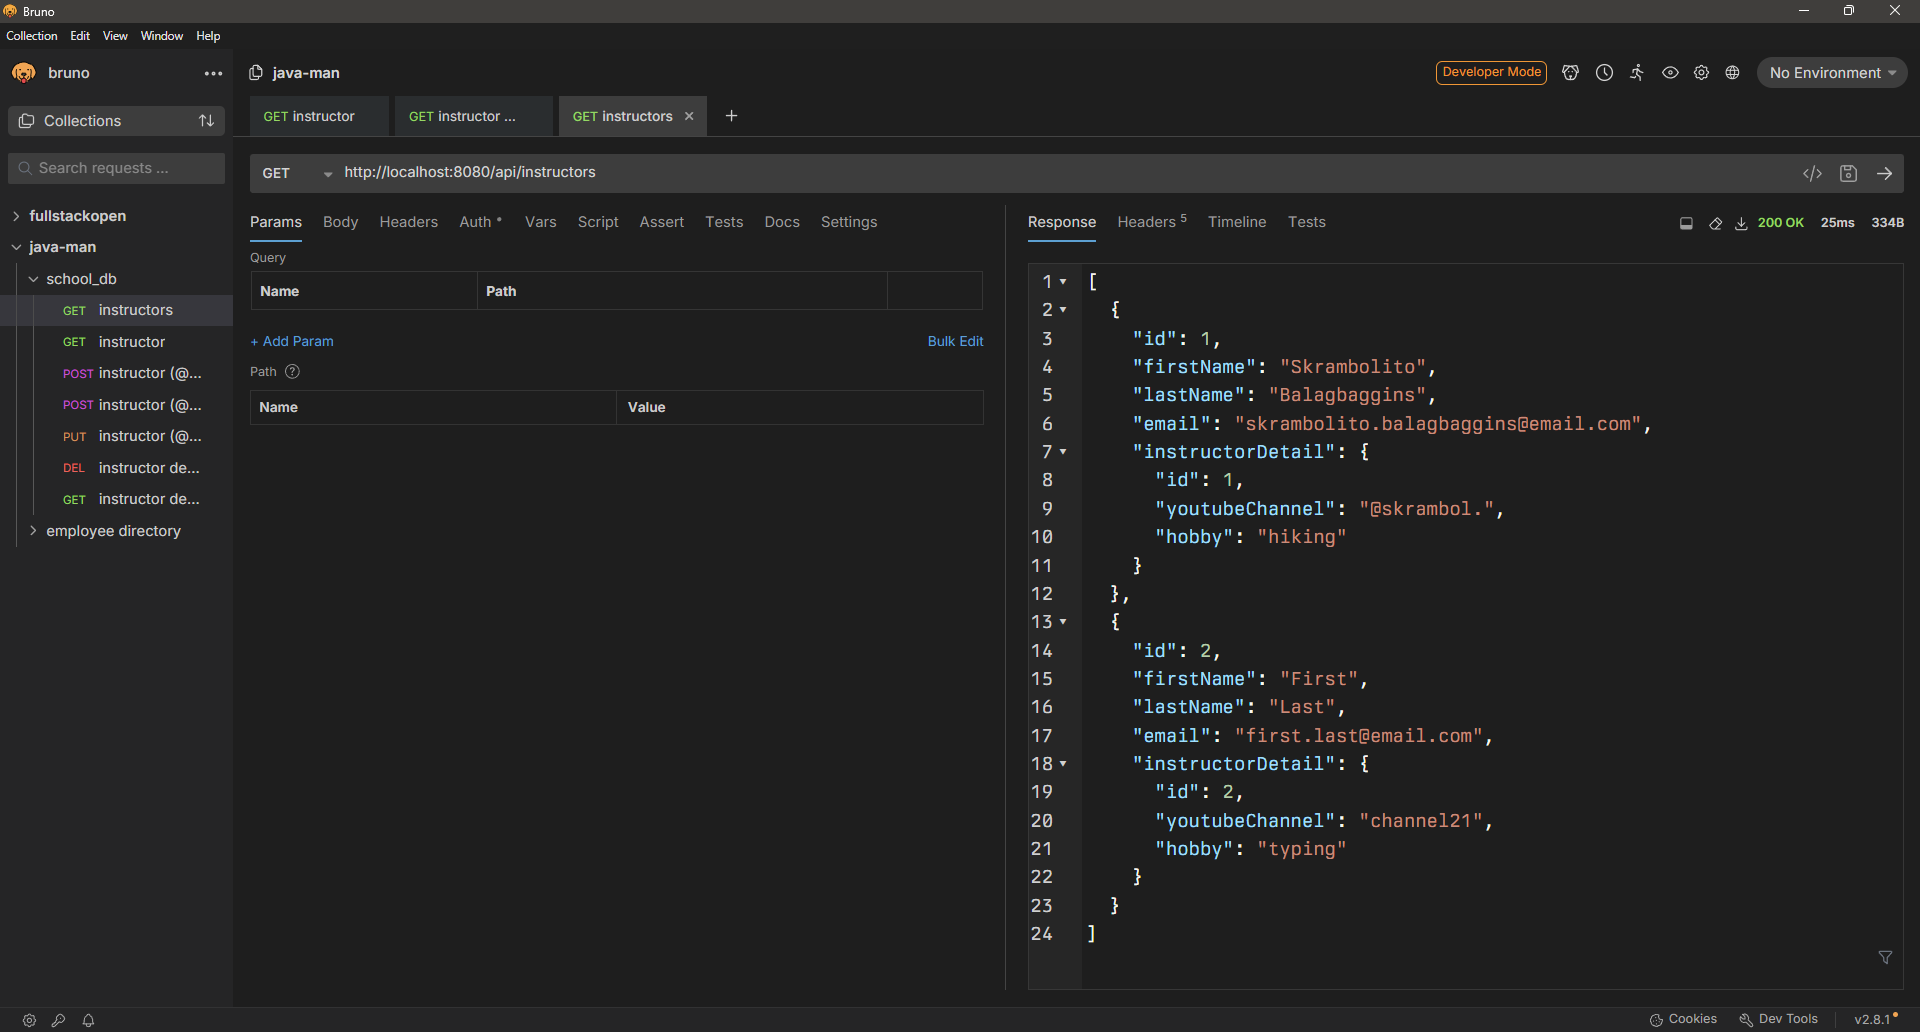 Bruno
Collection Edit View Window Help
bruno
java-man
Developer Mode
No Environment
Collections
GET instructor
GET instructor ...
GET instructors
Search requests ...
GET
http://localhost:8080/api/instructors
fullstackopen
java-man
school_db
GET instructors
GET instructor
POST instructor (@...
POST instructor (@...
PUT instructor (@...
DEL instructor de...
GET instructor de...
employee directory
Params Body Headers Auth Vars Script Assert Tests Docs Settings
Query
Name Path
+ Add Param
Bulk Edit
Path ?
Name Value
Response Headers 5 Timeline Tests
200 OK 25ms 334B
1 [
2 {
3 "id": 1,
4 "firstName": "Skrambolito",
5 "lastName": "Balagbaggins",
6 "email": "skrambolito.balagbaggins@email.com",
7 "instructorDetail": {
8 "id": 1,
9 "youtubeChannel": "@skrambol.",
10 "hobby": "hiking"
11 }
12 },
13 {
14 "id": 2,
15 "firstName": "First",
16 "lastName": "Last",
17 "email": "first.last@email.com",
18 "instructorDetail": {
19 "id": 2,
20 "youtubeChannel": "channel21",
21 "hobby": "typing"
22 }
23 }
24 ]
Cookies
Dev Tools
v2.8.1